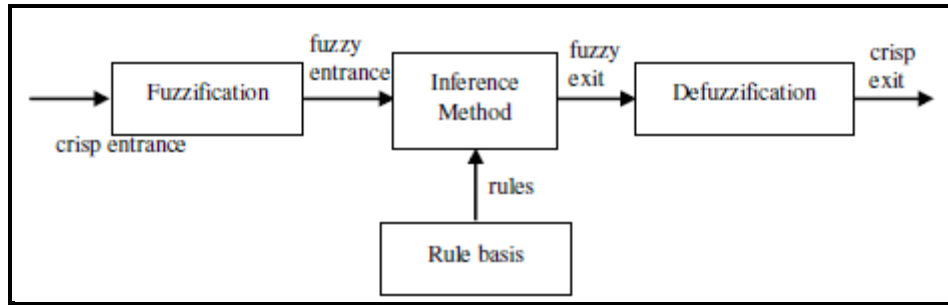 crisp entrance
Fuzzification
fuzzy
entrance
Inference
Method
fuzzy
exit
Defuzzification
crisp
exit
rules
Rule basis